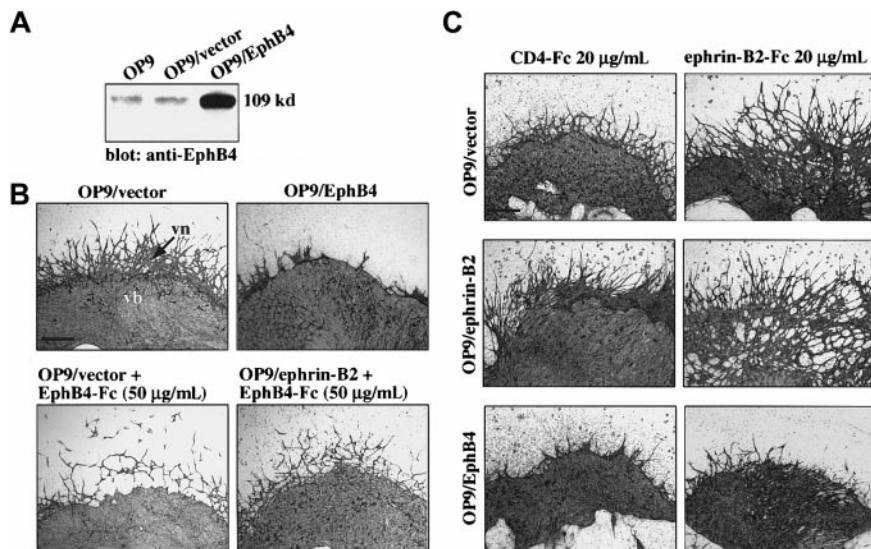 A
OP9
OP9/vector
OP9/EphB4
109 kd
blot: anti-EphB4
B
OP9/vector
OP9/EphB4
vn
vb
OP9/vector +
EphB4-Fc (50 µg/mL)
OP9/ephrin-B2 +
EphB4-Fc (50 µg/mL)
C
CD4-Fc 20 µg/mL
ephrin-B2-Fc 20 µg/mL
OP9/vector
OP9/ephrin-B2
OP9/EphB4